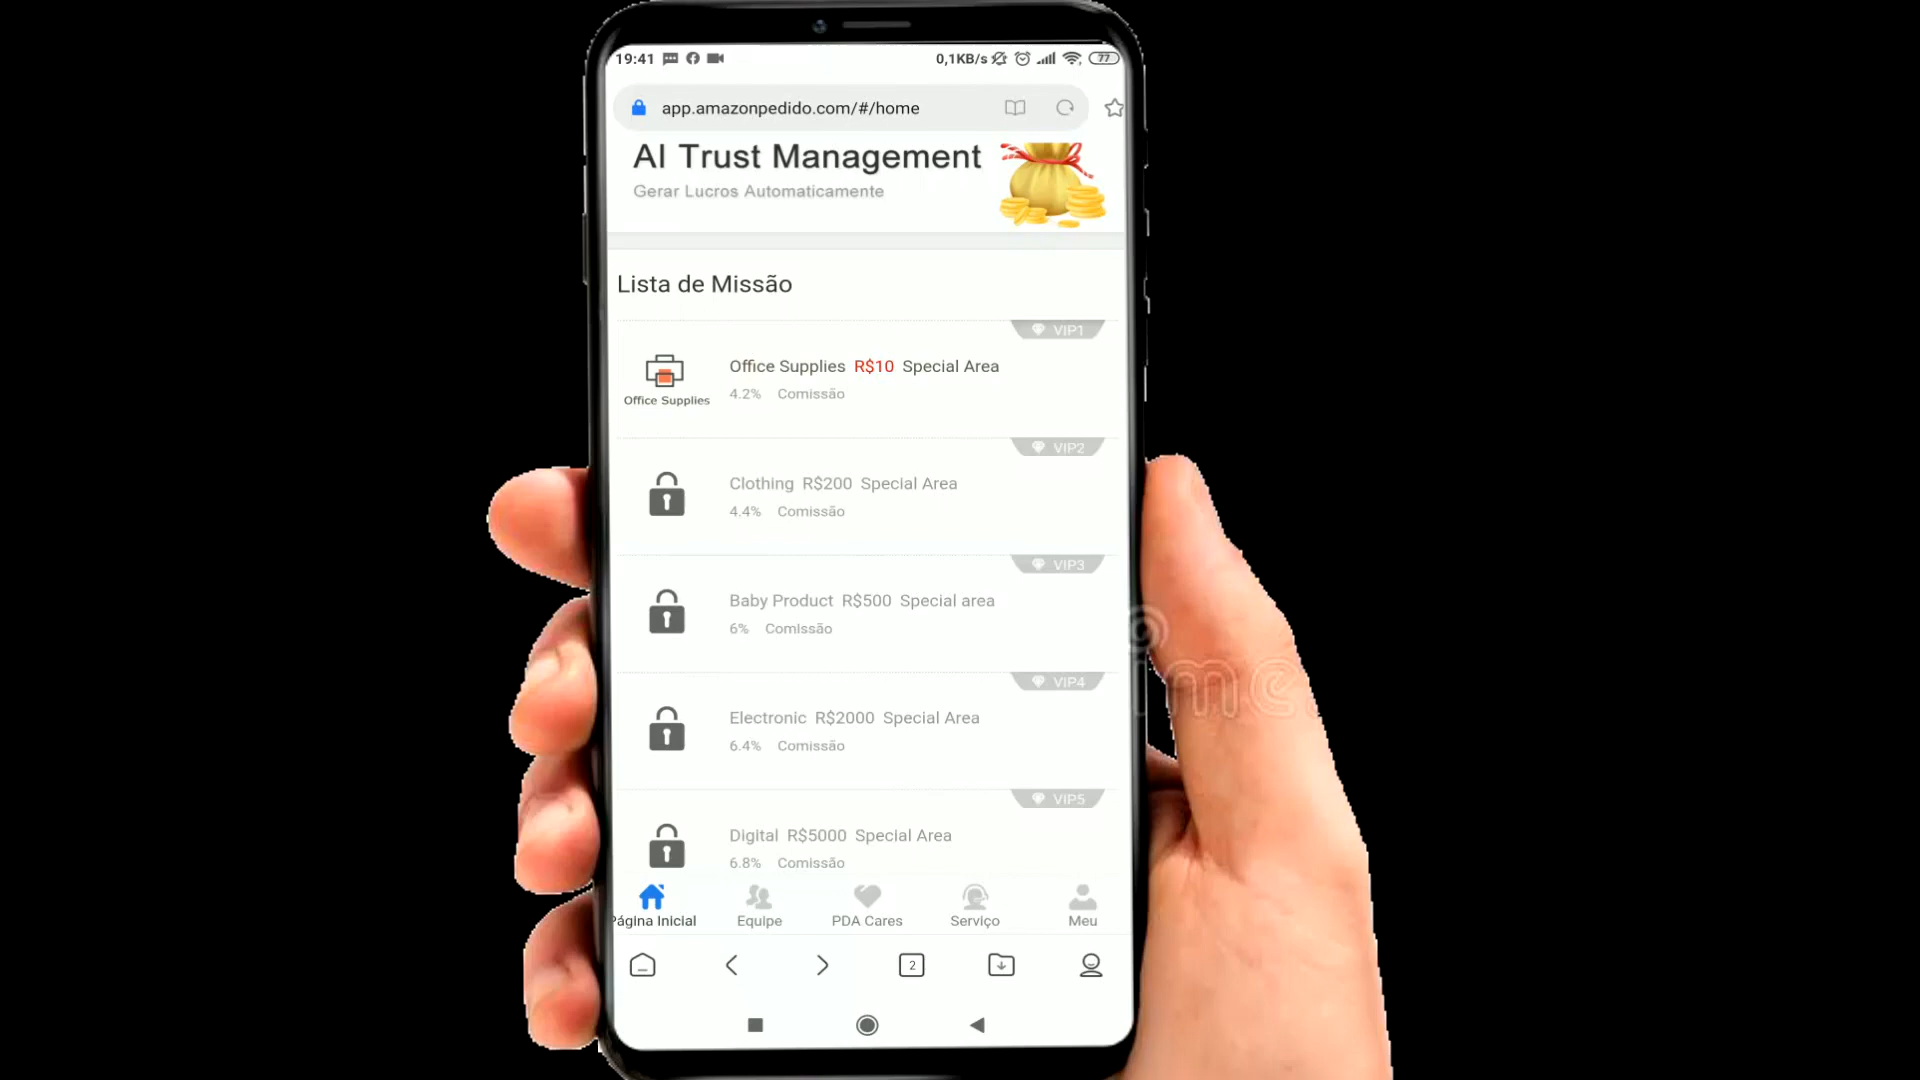 19:41
0,1KB/s
77
app.amazonpedido.com/#/home
AI Trust Management
Gerar Lucros Automaticamente
Lista de Missão
VIP1
Office Supplies R$10 Special Area
4.2% Comissão
Office Supplies
VIP2
Clothing R$200 Special Area
4.4% Comissão
VIP3
Baby Product R$500 Special area
6% Comissão
VIP4
Electronic R$2000 Special Area
6.4% Comissão
VIP5
Digital R$5000 Special Area
6.8% Comissão
Página Inicial
Equipe
PDA Cares
Serviço
Meu
2